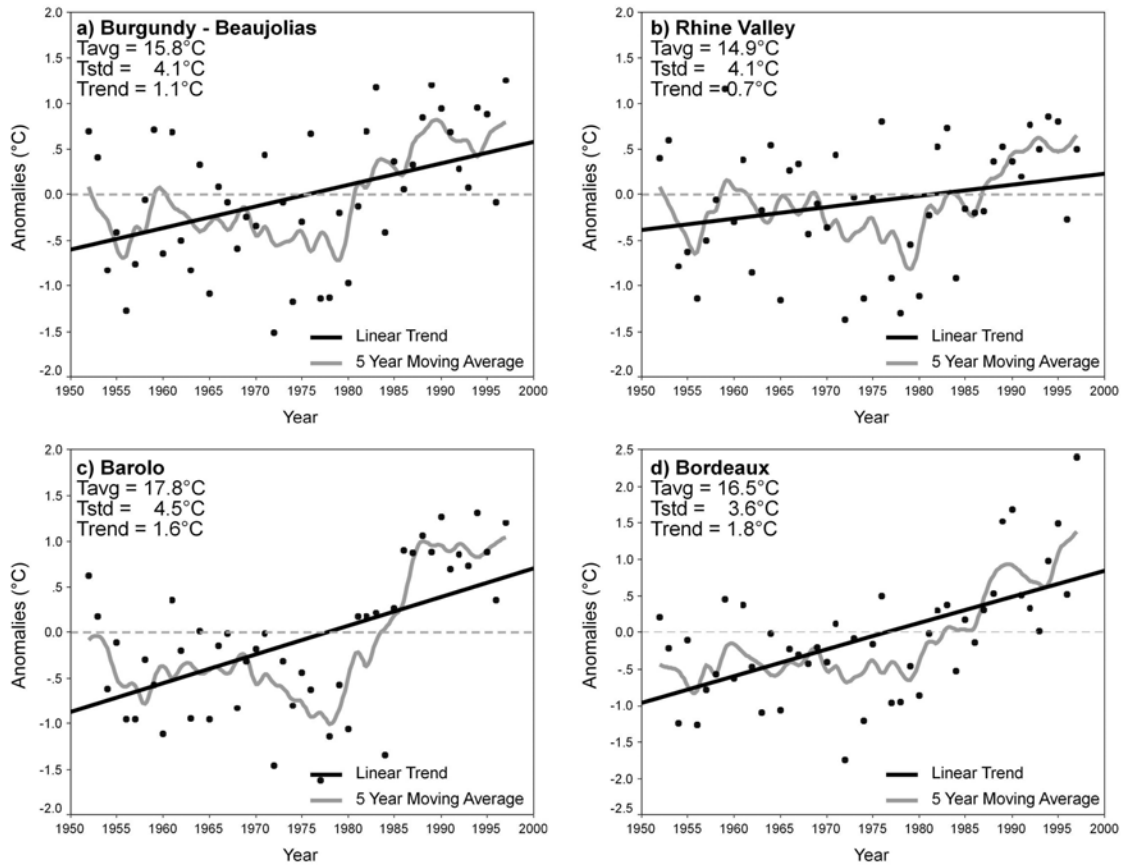 a) Burgundy - Beaujolias
Tavg = 15.8°C
Tstd = 4.1°C
Trend = 1.1°C
Anomalies (°C)
2.0
1.5
1.0
.5
0.0
-.5
-1.0
-1.5
-2.0
Linear Trend
5 Year Moving Average
1950 1955 1960 1965 1970 1975 1980 1985 1990 1995 2000
Year
b) Rhine Valley
Tavg = 14.9°C
Tstd = 4.1°C
Trend = 0.7°C
Anomalies (°C)
2.0
1.5
1.0
.5
0.0
-.5
-1.0
-1.5
-2.0
Linear Trend
5 Year Moving Average
1950 1955 1960 1965 1970 1975 1980 1985 1990 1995 2000
Year
c) Barolo
Tavg = 17.8°C
Tstd = 4.5°C
Trend = 1.6°C
Anomalies (°C)
2.0
1.5
1.0
.5
0.0
-.5
-1.0
-1.5
-2.0
Linear Trend
5 Year Moving Average
1950 1955 1960 1965 1970 1975 1980 1985 1990 1995 2000
Year
d) Bordeaux
Tavg = 16.5°C
Tstd = 3.6°C
Trend = 1.8°C
Anomalies (°C)
2.5
2.0
1.5
1.0
.5
0.0
-.5
-1.0
-1.5
-2.0
-2.5
Linear Trend
5 Year Moving Average
1950 1955 1960 1965 1970 1975 1980 1985 1990 1995 2000
Year